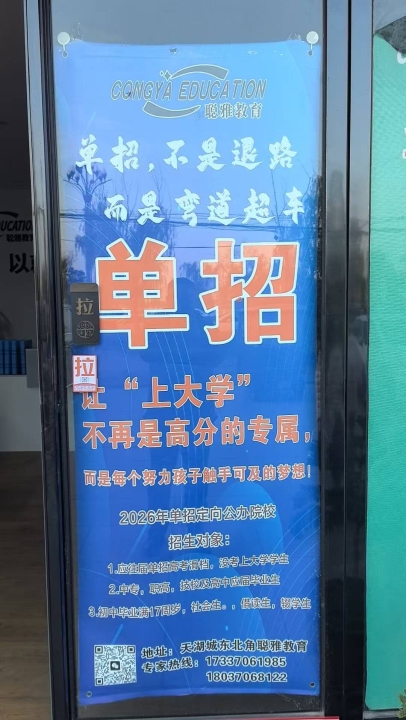 CONGYA EDUCATION
聪雅教育
单招，不是退路
而是弯道超车
单招
拉
拉
让“上大学”
不再是高分的专属，
而是每个努力孩子触手可及的梦想！
2026年单招定向公办院校
招生对象：
1.应往届单招高考滑档，没考上大学学生
2.中专，职高，技校及高中应届毕业生
3.初中毕业满17周岁，社会生。，借读生，辍学生
地址：天湖城东北角聪雅教育
专家热线：17337061985
18037068122